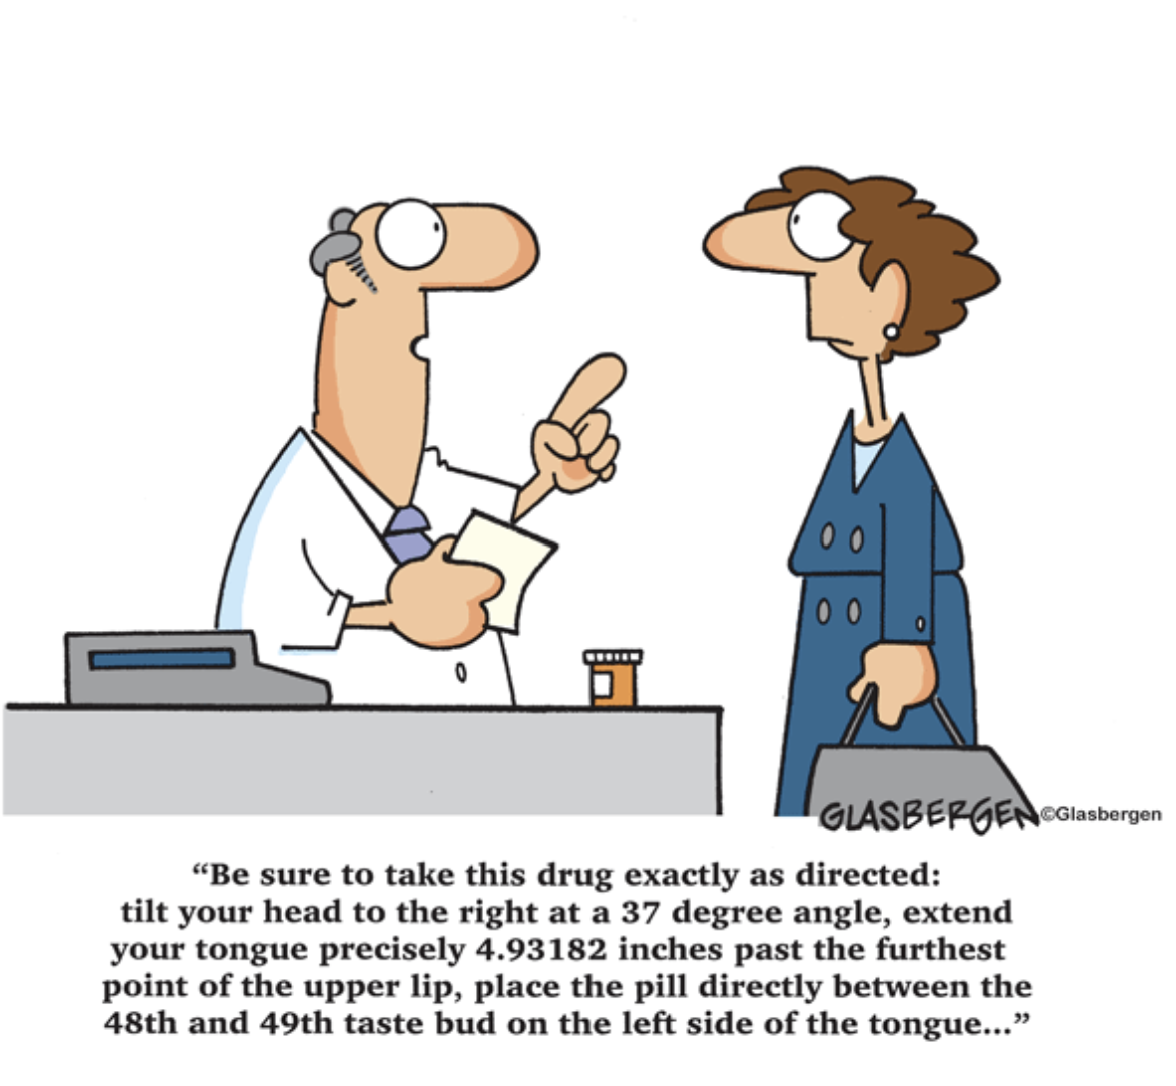 GLASBERGEN
©Glasbergen
“Be sure to take this drug exactly as directed:
tilt your head to the right at a 37 degree angle, extend
your tongue precisely 4.93182 inches past the furthest
point of the upper lip, place the pill directly between the
48th and 49th taste bud on the left side of the tongue...”